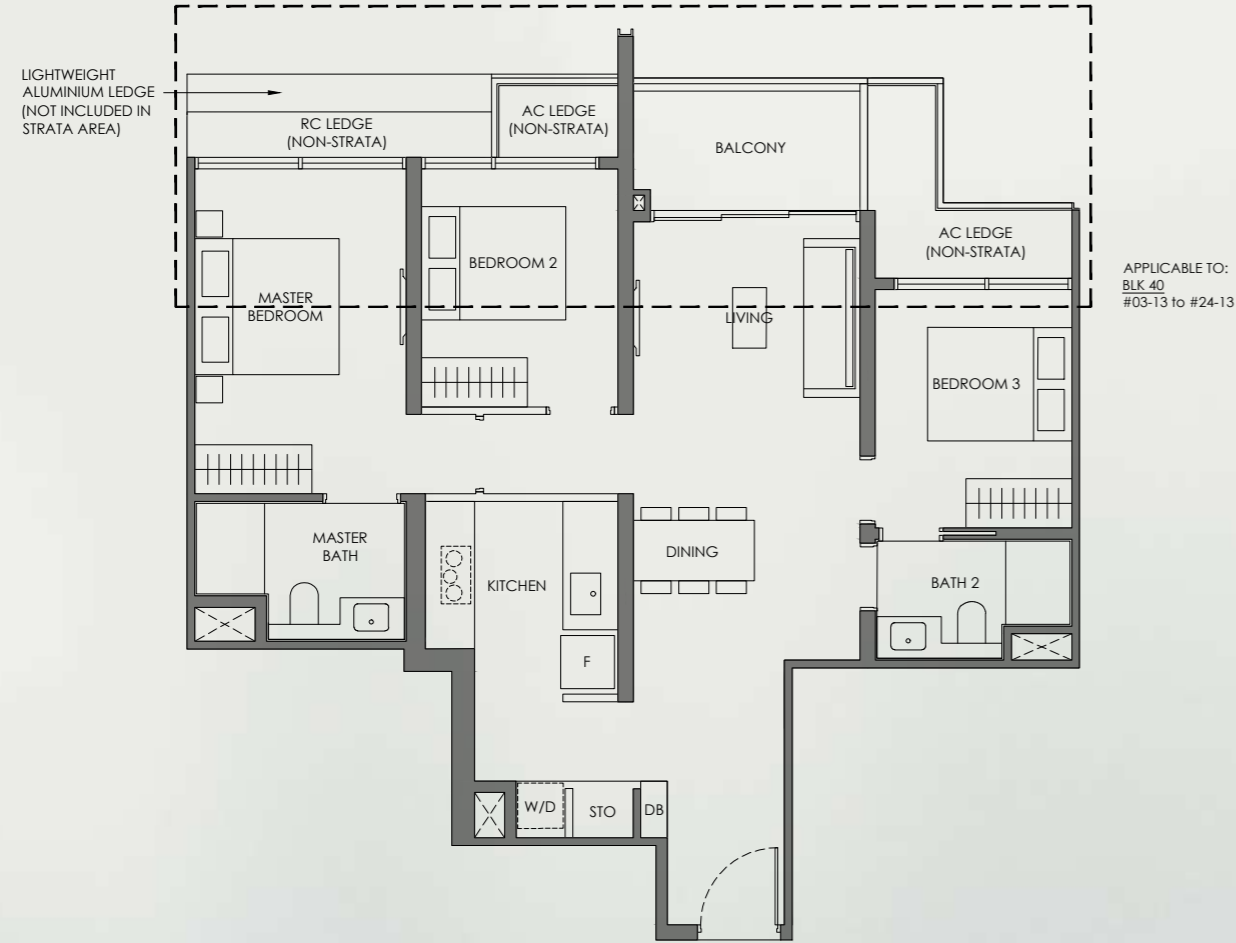 LIGHTWEIGHT
ALUMINIUM LEDGE
(NOT INCLUDED IN
STRATA AREA)
RC LEDGE
(NON-STRATA)
AC LEDGE
(NON-STRATA)
BALCONY
AC LEDGE
(NON-STRATA)
APPLICABLE TO:
BLK 40
#03-13 to #24-13
MASTER
BEDROOM
BEDROOM 2
LIVING
BEDROOM 3
MASTER
BATH
KITCHEN
DINING
BATH 2
F
W/D
STO
DB